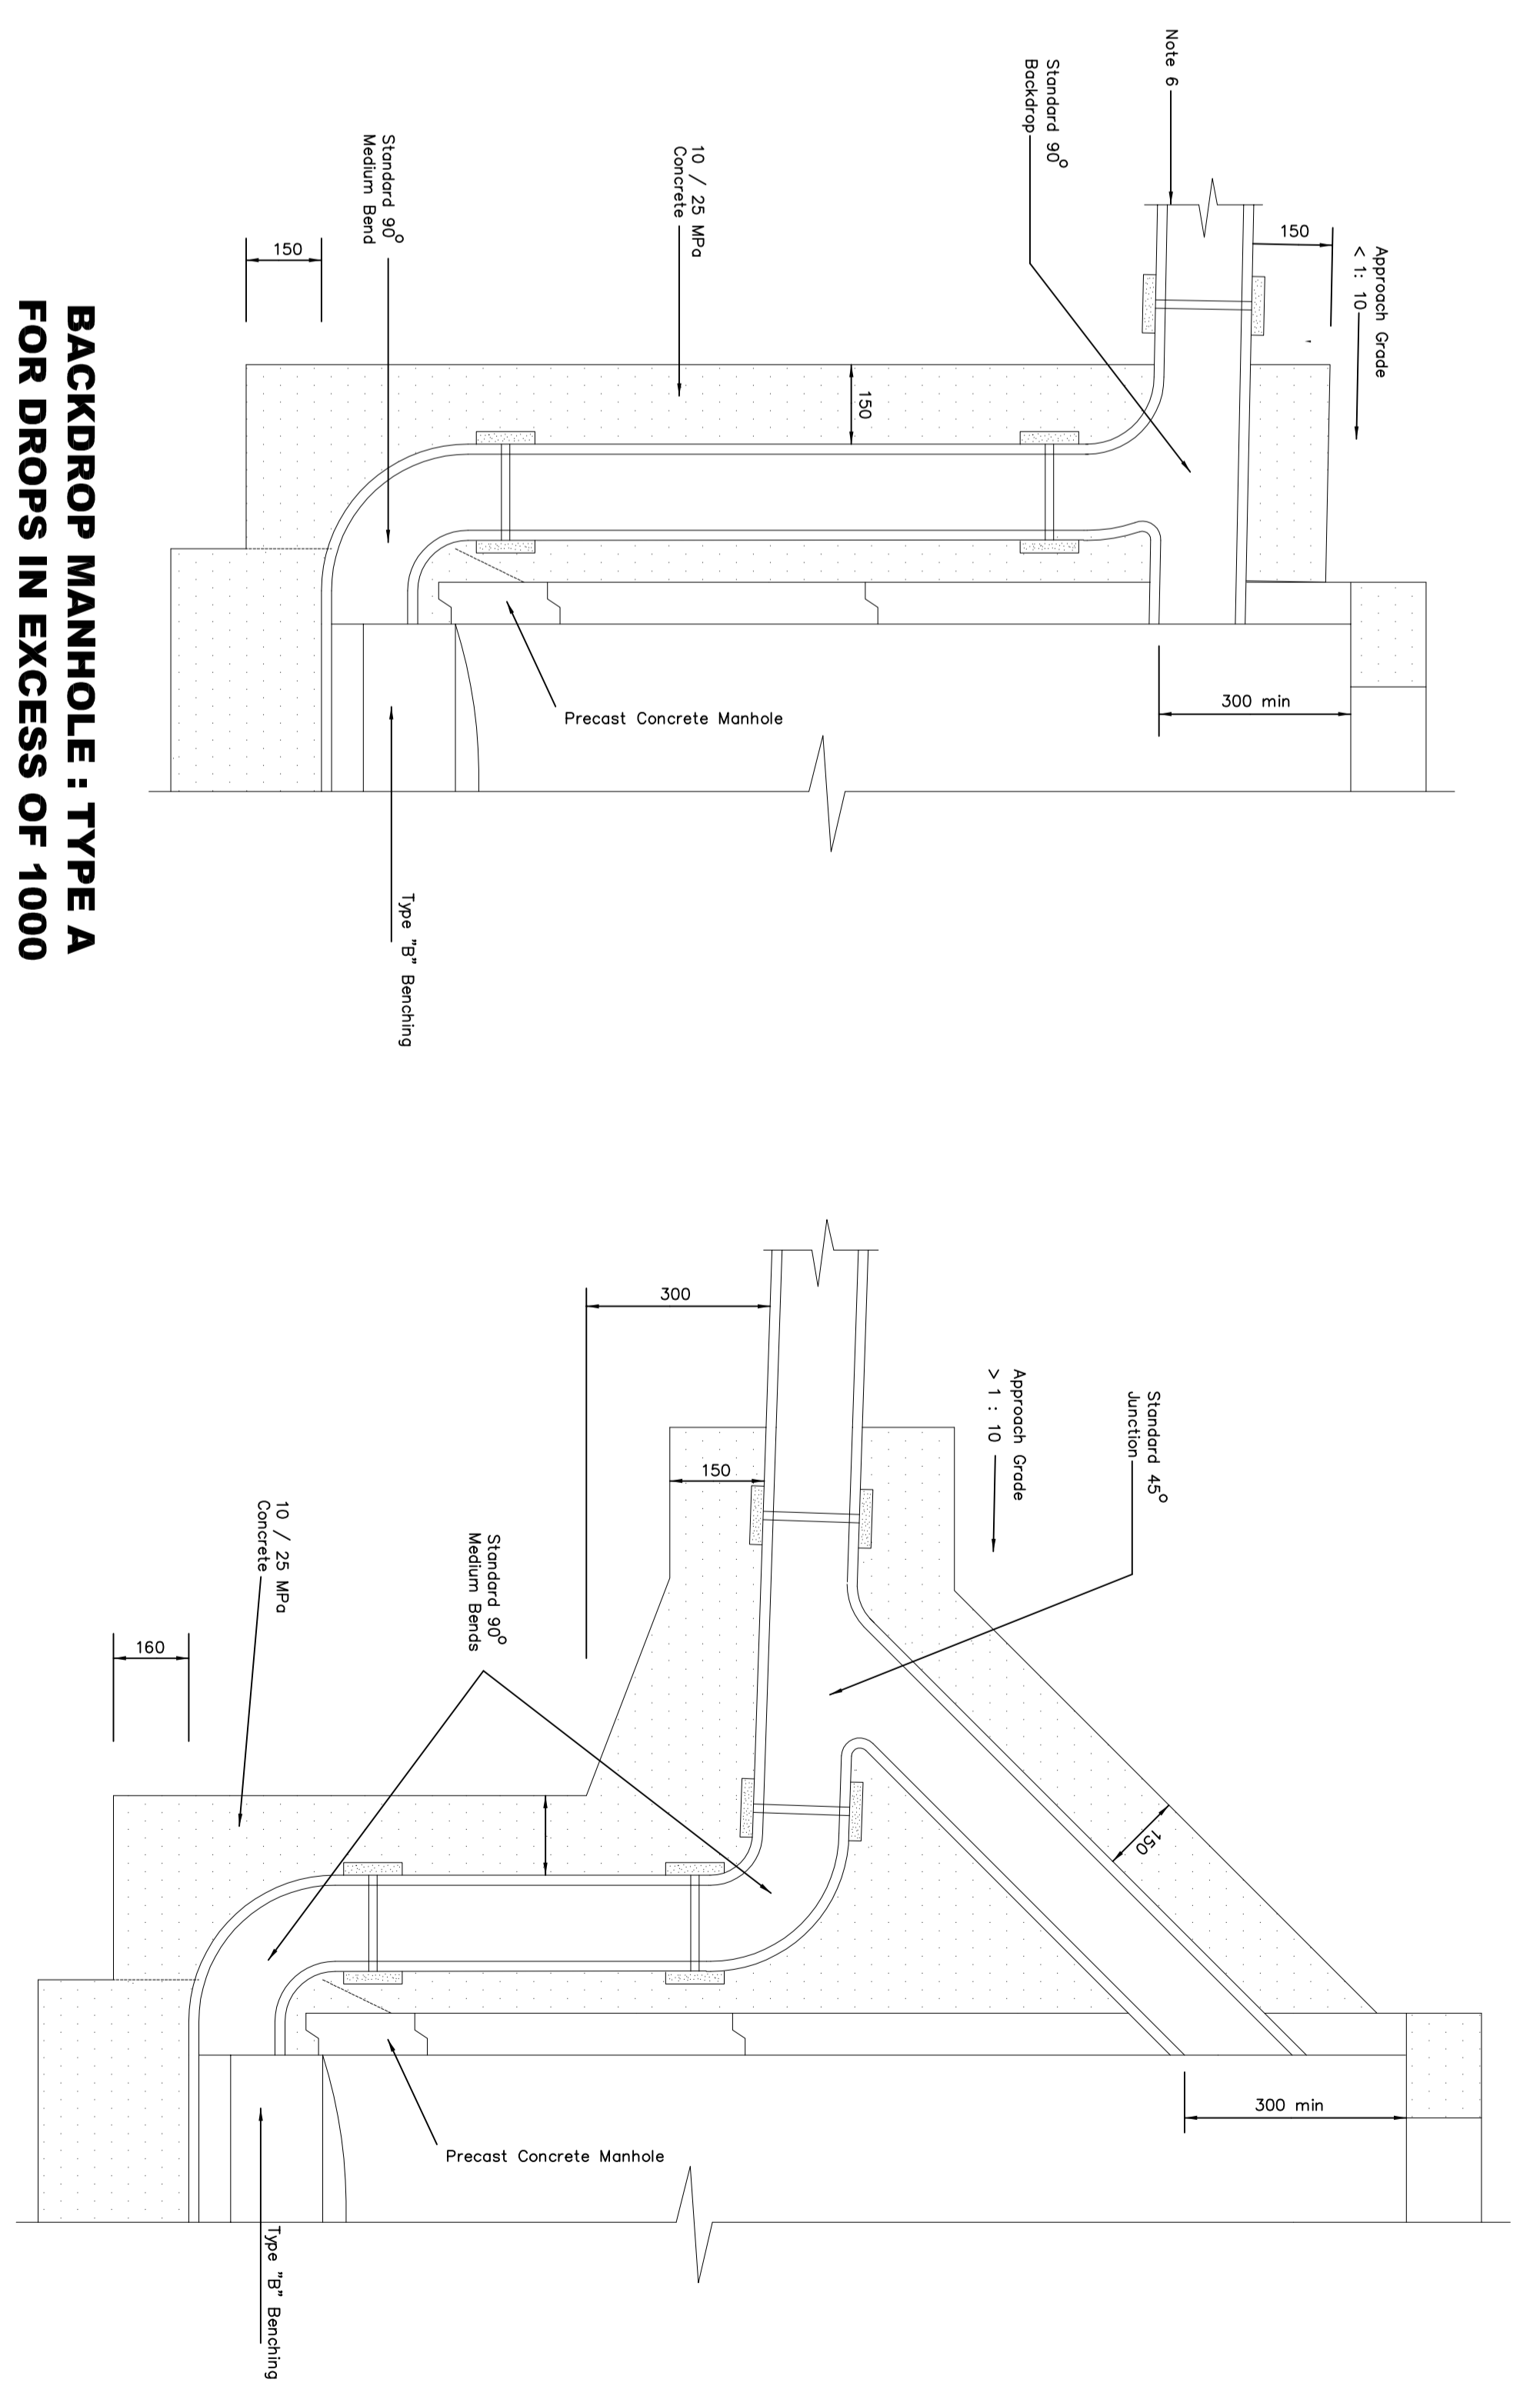 Approach Grade
< 1: 10
150
Note 6
Standard 90°
Backdrop
300 min
10 / 25 MPa
Concrete
150
Precast Concrete Manhole
Standard 90°
Medium Bend
150
Type "B" Benching
BACKDROP MANHOLE : TYPE A
FOR DROPS IN EXCESS OF 1000
Standard 45°
Junction
Approach Grade
> 1 : 10
300
150
150
300 min
Standard 90°
Medium Bends
10 / 25 MPa
Concrete
160
Precast Concrete Manhole
Type "B" Benching